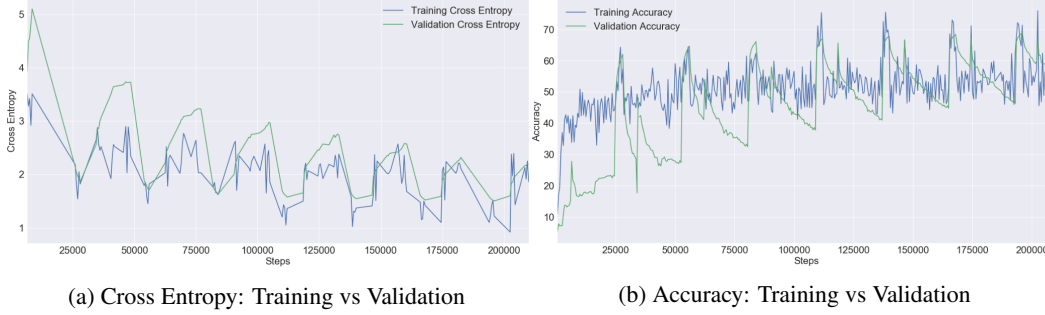 5
4
3
2
1
Cross Entropy
Training Cross Entropy
Validation Cross Entropy
25000 50000 75000 100000 125000 150000 175000 200000
Steps
(a) Cross Entropy: Training vs Validation
70
60
50
40
30
20
10
Accuracy
Training Accuracy
Validation Accuracy
25000 50000 75000 100000 125000 150000 175000 200000
Steps
(b) Accuracy: Training vs Validation